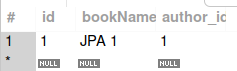 # id bookName author_id
1 1 JPA 1 1
* NULL NULL NULL